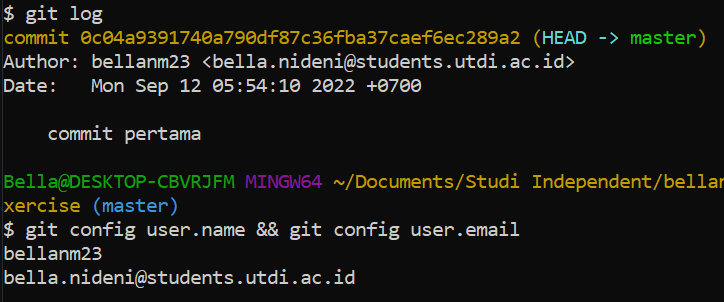 $ git log
commit 0c04a9391740a790df87c36fba37caef6ec289a2 (HEAD -> master)
Author: bellanm23 <bella.nideni@students.utdi.ac.id>
Date:   Mon Sep 12 05:54:10 2022 +0700
commit pertama
Bella@DESKTOP-CBVRJFM MINGW64 ~/Documents/Studi Independent/bellan
xercise (master)
$ git config user.name && git config user.email
bellanm23
bella.nideni@students.utdi.ac.id